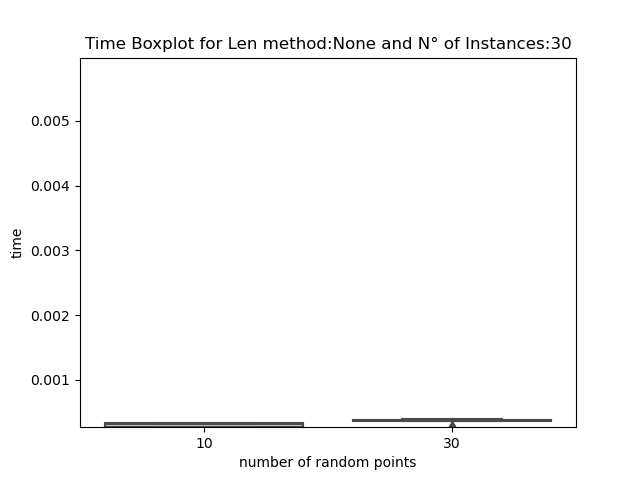 Time Boxplot for Len method:None and N° of Instances:30
0.005
0.004
0.003
0.002
0.001
time
10
30
number of random points